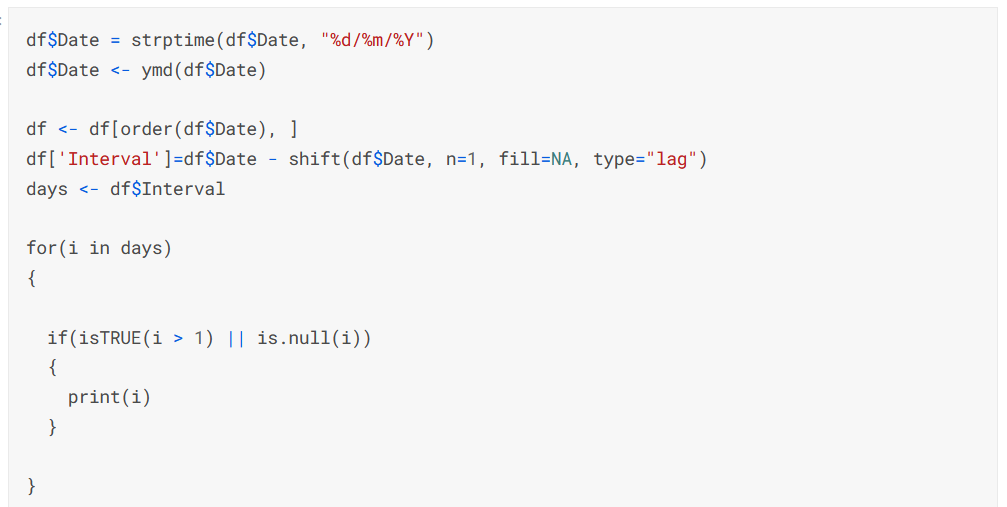 df$Date = strptime(df$Date, "%d/%m/%Y")
df$Date <- ymd(df$Date)
df <- df[order(df$Date), ]
df['Interval']=df$Date - shift(df$Date, n=1, fill=NA, type="lag")
days <- df$Interval
for(i in days)
{
if(isTRUE(i > 1) || is.null(i))
{
print(i)
}
}